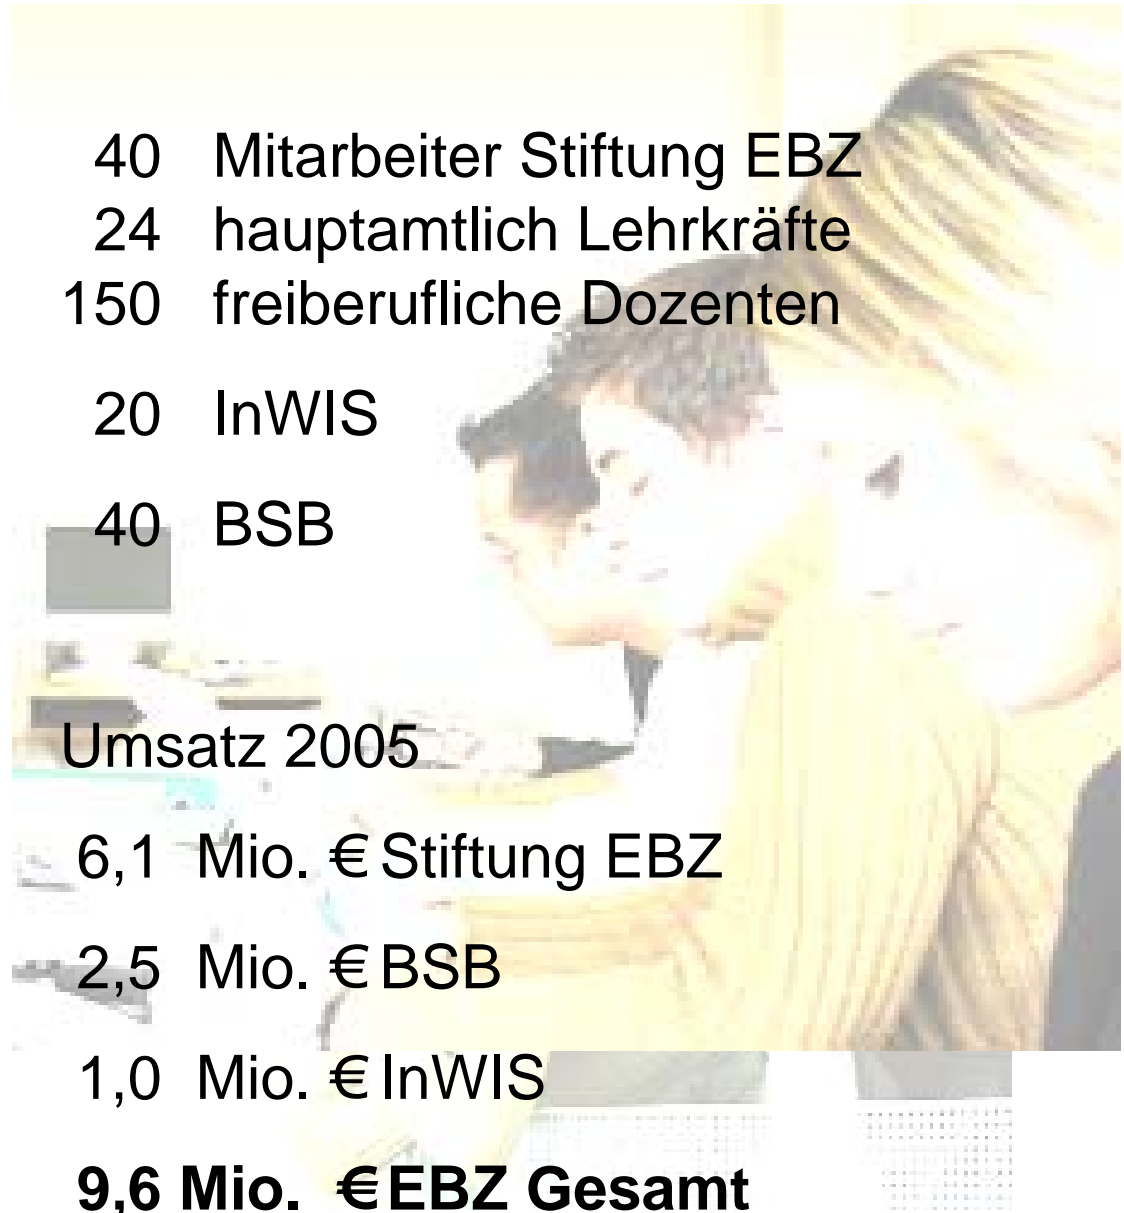 40 Mitarbeiter Stiftung EBZ
24 hauptamtlich Lehrkräfte
150 freiberufliche Dozenten
20 InWIS
40 BSB
Umsatz 2005
6,1 Mio. € Stiftung EBZ
2,5 Mio. € BSB
1,0 Mio. € InWIS
9,6 Mio. € EBZ Gesamt